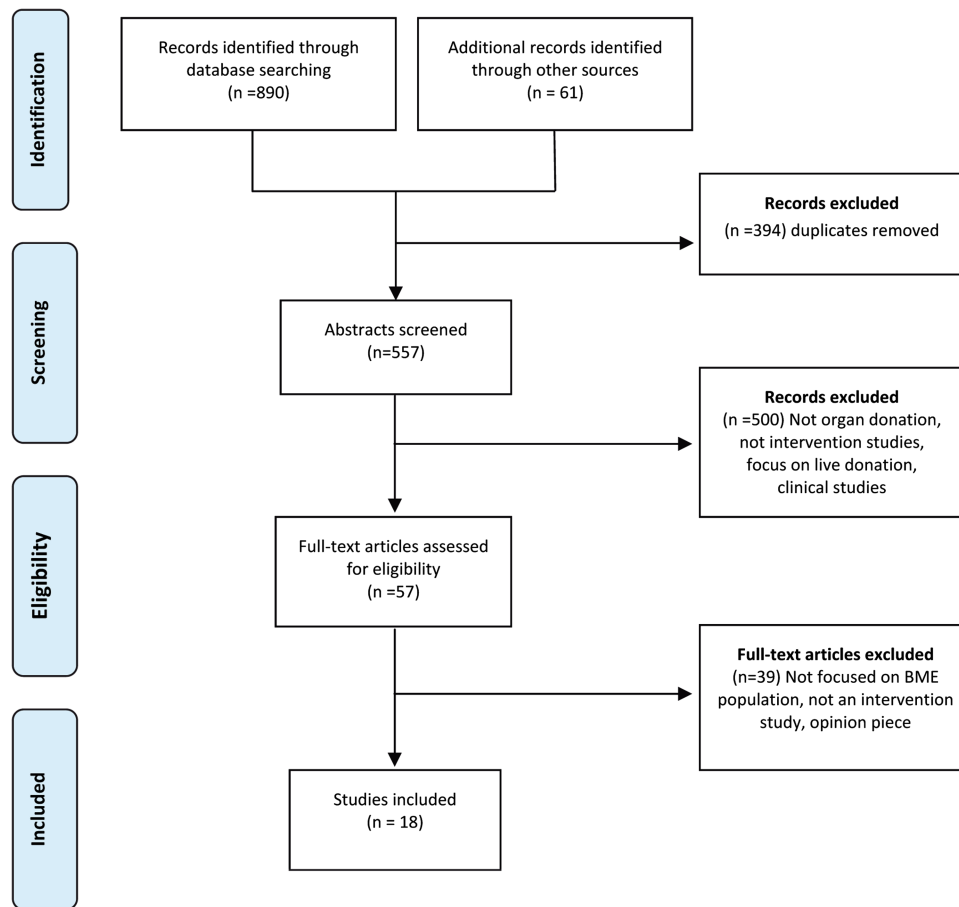 Identification
Records identified through
database searching
(n =890)
Additional records identified
through other sources
(n = 61)
Records excluded
(n =394) duplicates removed
Screening
Abstracts screened
(n=557)
Records excluded
(n =500) Not organ donation,
not intervention studies,
focus on live donation,
clinical studies
Eligibility
Full-text articles assessed
for eligibility
(n =57)
Full-text articles excluded
(n=39) Not focused on BME
population, not an intervention
study, opinion piece
Included
Studies included
(n = 18)